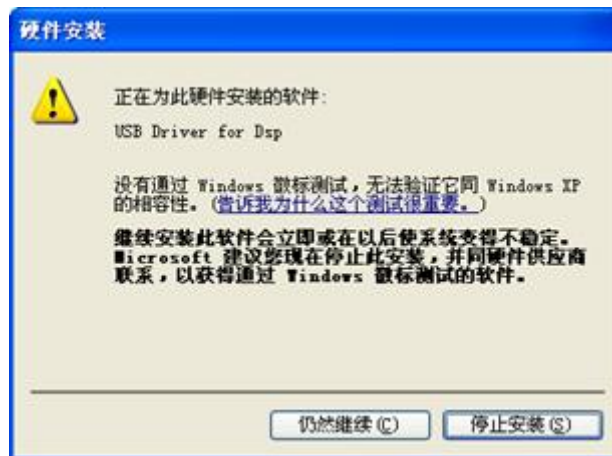 硬件安装
正在为此硬件安装的软件:
USB Driver for Dsp
没有通过 Windows 徽标测试，无法验证它同 Windows XP
的相容性。(告诉我为什么这个测试很重要。)
继续安装此软件会立即或在以后使系统变得不稳定。
Microsoft 建议您现在停止此安装，并同硬件供应商
联系，以获得通过 Windows 徽标测试的软件。
仍然继续(C)
停止安装(S)